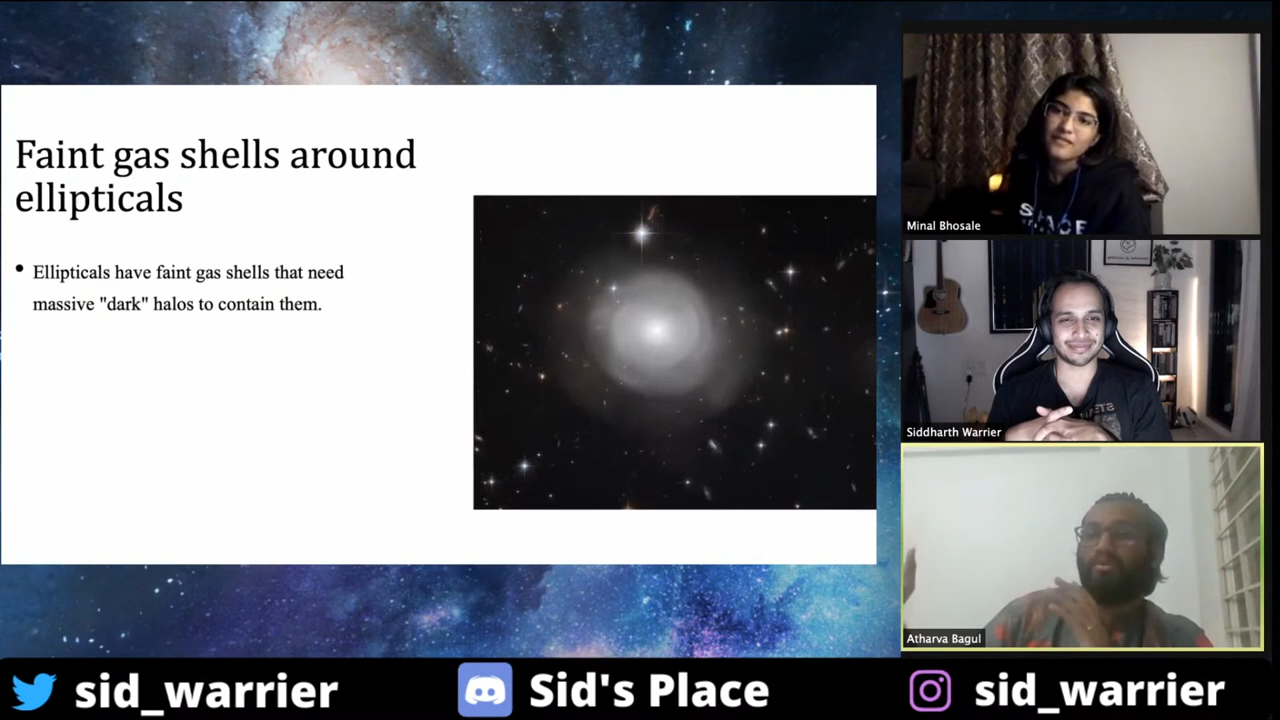 Faint gas shells around
ellipticals
• Ellipticals have faint gas shells that need
massive "dark" halos to contain them.
Minal Bhosale
Siddharth Warrier
Atharva Bagul
sid_warrier
Sid's Place
sid_warrier